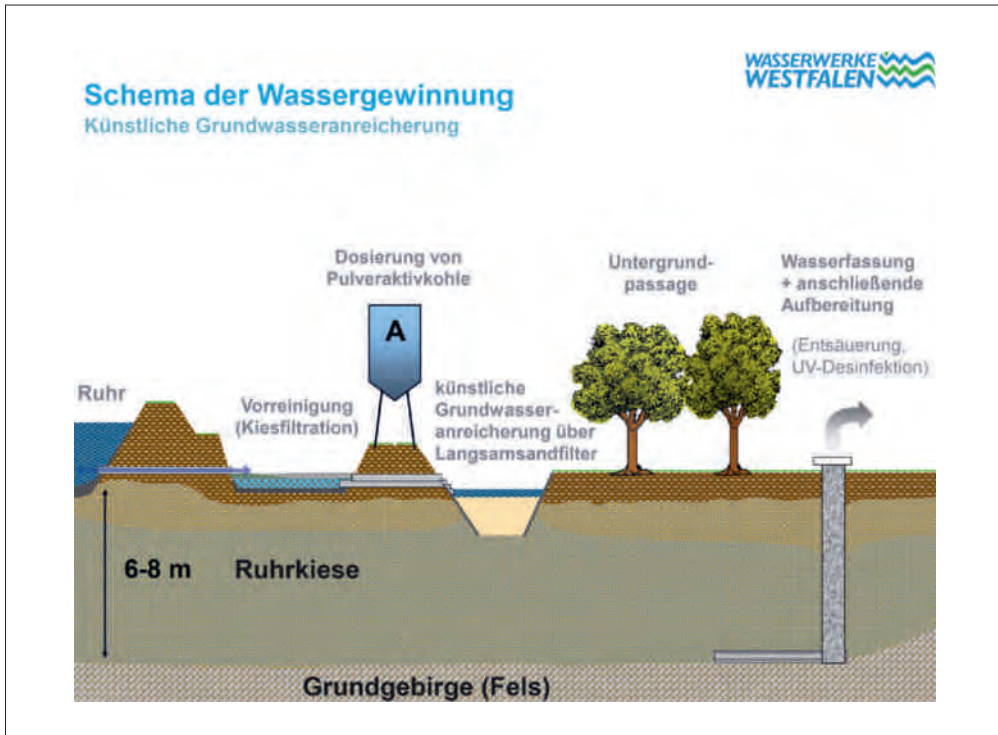 WASSERWERKE
WESTFALEN
Schema der Wassergewinnung
Künstliche Grundwasseranreicherung
Dosierung von
Pulveraktivkohle
Untergrund-
passage
Wasserfassung
+ anschließende
Aufbereitung
(Entsäuerung,
UV-Desinfektion)
A
Ruhr
Vorreinigung
(Kiesfiltration)
künstliche
Grundwasser-
anreicherung über
Langsamsandfilter
6-8 m
Ruhrkiese
Grundgebirge (Fels)